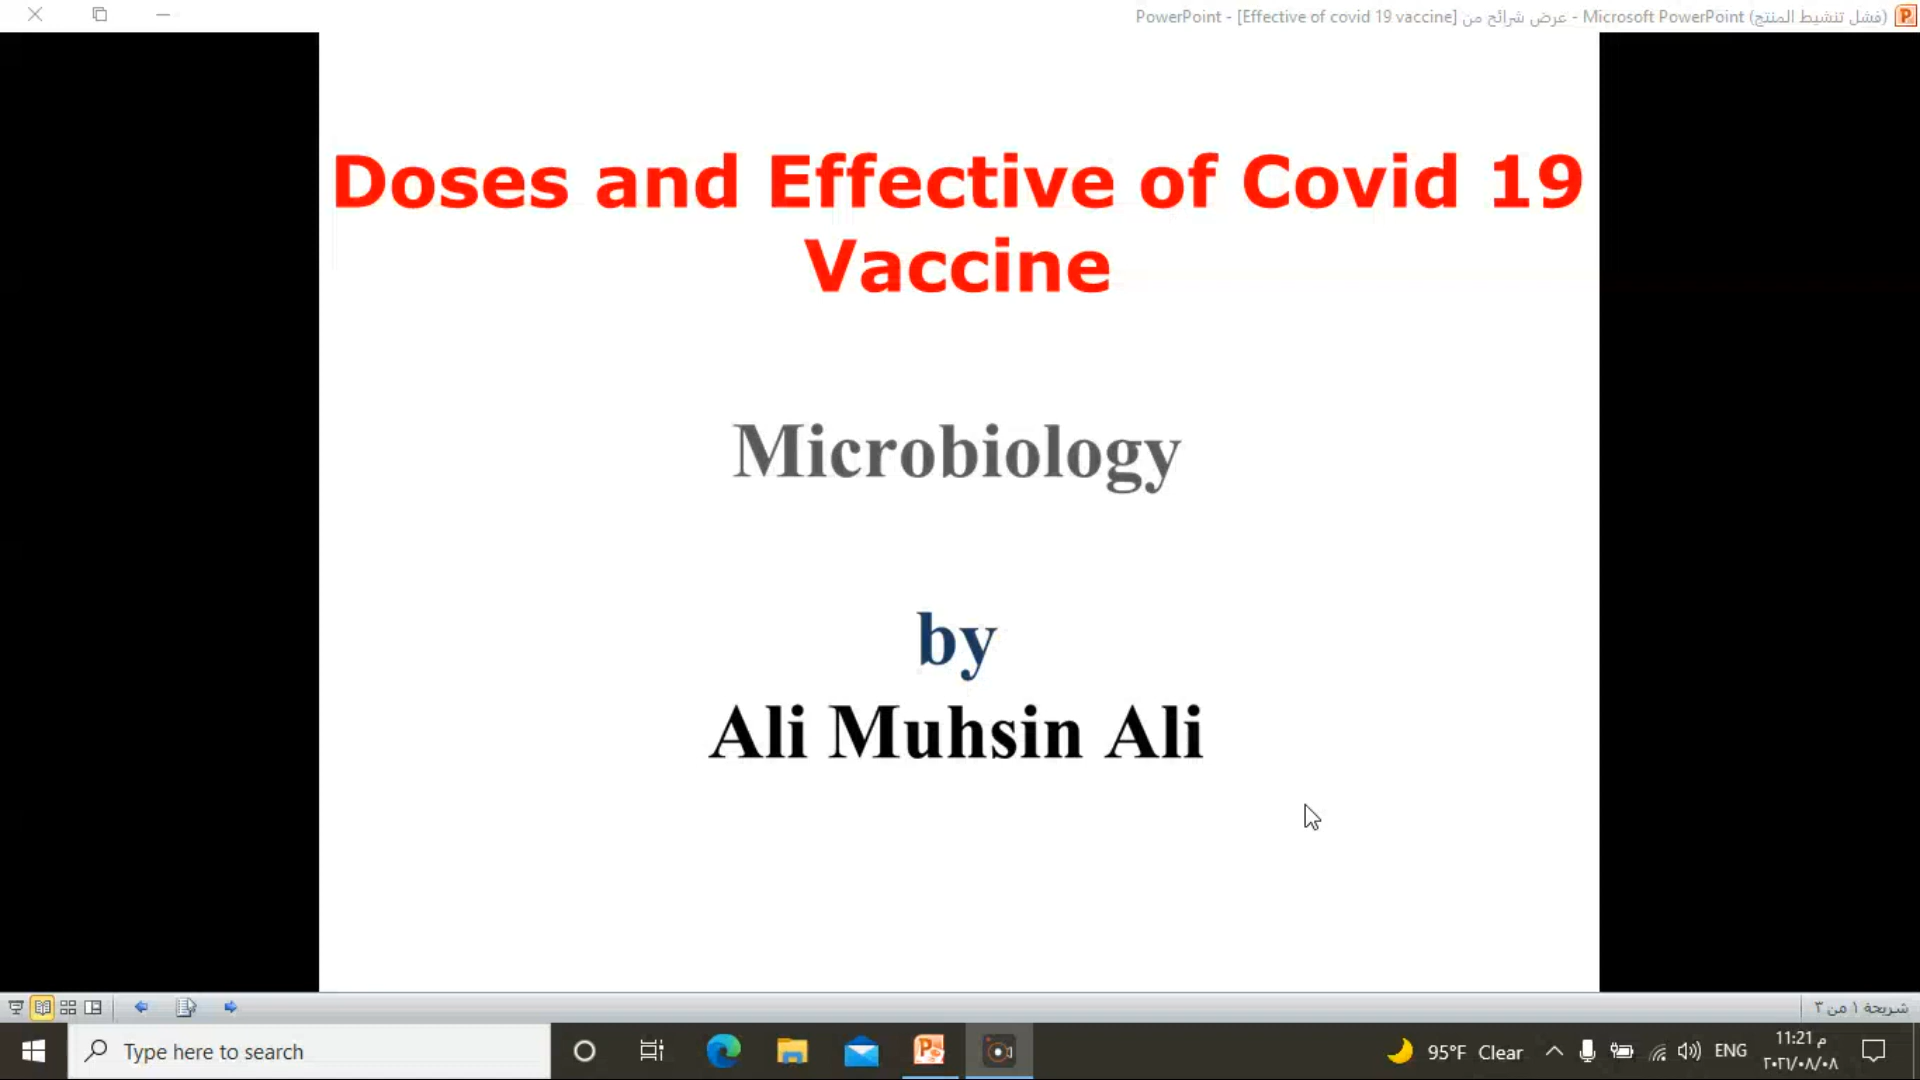 PowerPoint - [Effective of covid 19 vaccine] عرض شرائح من - Microsoft PowerPoint (فشل تنشيط المنتج)
Doses and Effective of Covid 19
Vaccine
Microbiology
by
Ali Muhsin Ali
شريحة ١ من ٣
Type here to search
95°F Clear
ENG
11:21 م
٢٠٢١/٠٨/٠٨